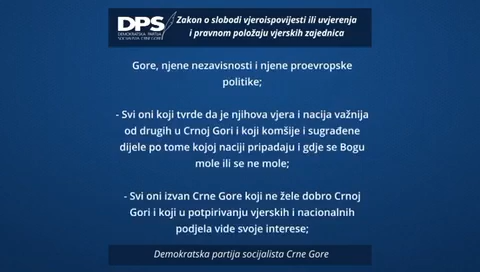 DPS
DEMOKRATSKA PARTIJA
SOCIJALISTA CRNE GORE
Zakon o slobodi vjeroispovijesti ili uvjerenja
i pravnom položaju vjerskih zajednica
Gore, njene nezavisnosti i njene proevropske
politike;
- Svi oni koji tvrde da je njihova vjera i nacija važnija
od drugih u Crnoj Gori i koji komšije i sugrađene
dijele po tome kojoj naciji pripadaju i gdje se Bogu
mole ili se ne mole;
- Svi oni izvan Crne Gore koji ne žele dobro Crnoj
Gori i koji u potpirivanju vjerskih i nacionalnih
podjela vide svoje interese;
Demokratska partija socijalista Crne Gore